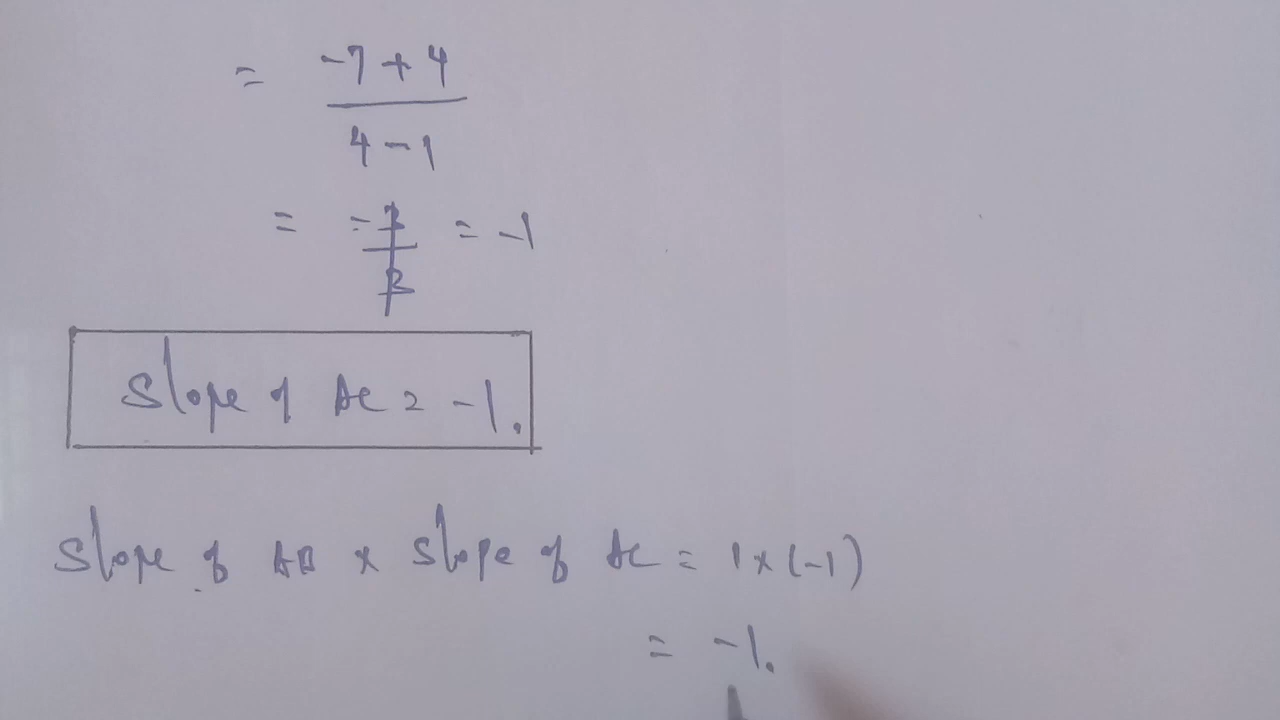 = -7+4
4-1
= -3 = -1
3
Slope of AC = -1.
Slope of AB x Slope of AC = 1x(-1)
= -1.